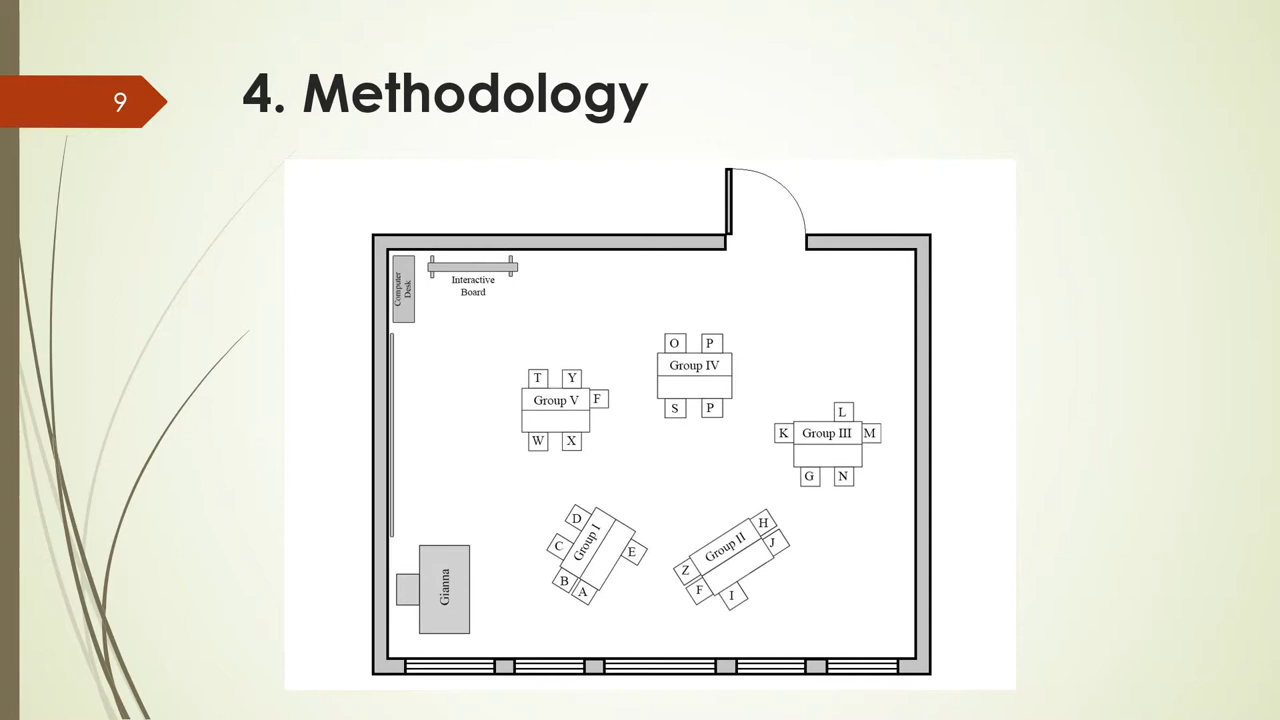 9
4. Methodology
Computer
Desk
Interactive
Board
O P
Group IV
S P
T Y
Group V F
W X
L
K Group III M
G N
D
C
B
A
Group I
E
H
J
Group II
Z
F
I
Gianna